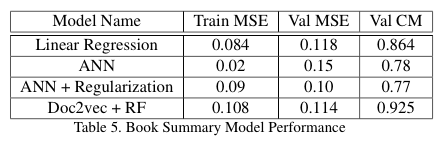 Model Name Train MSE Val MSE Val CM
Linear Regression 0.084 0.118 0.864
ANN 0.02 0.15 0.78
ANN + Regularization 0.09 0.10 0.77
Doc2vec + RF 0.108 0.114 0.925
Table 5. Book Summary Model Performance